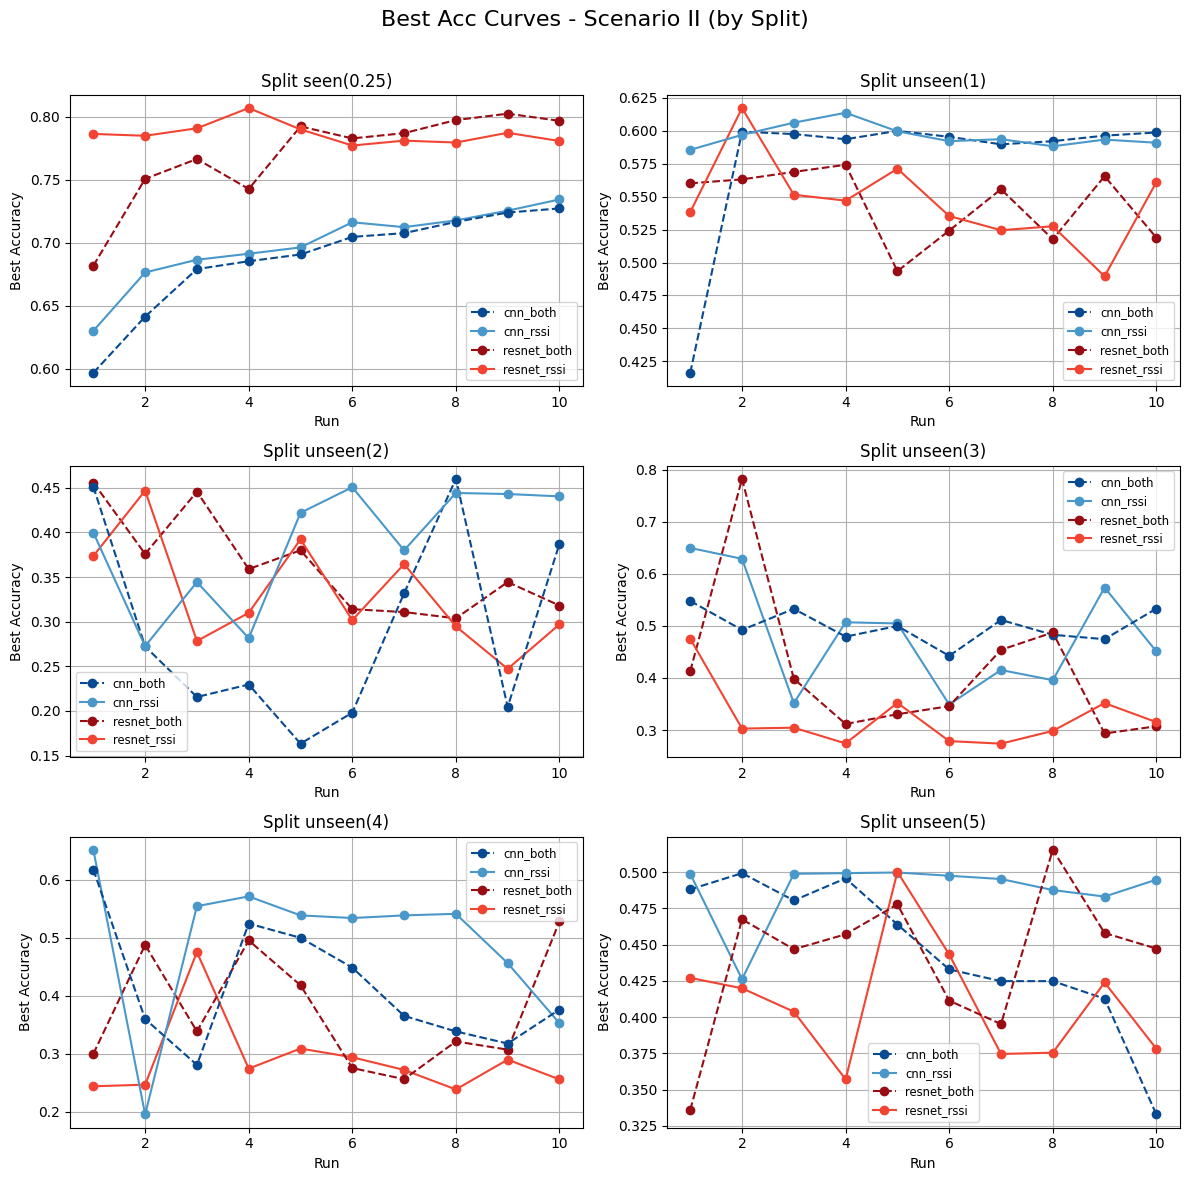 Best Acc Curves - Scenario II (by Split)
Split seen(0.25)
Best Accuracy
0.80
0.75
0.70
0.65
0.60
2 4 6 8 10
Run
cnn_both
cnn_rssi
resnet_both
resnet_rssi
Split unseen(1)
Best Accuracy
0.625
0.600
0.575
0.550
0.525
0.500
0.475
0.450
0.425
2 4 6 8 10
Run
cnn_both
cnn_rssi
resnet_both
resnet_rssi
Split unseen(2)
Best Accuracy
0.45
0.40
0.35
0.30
0.25
0.20
0.15
2 4 6 8 10
Run
cnn_both
cnn_rssi
resnet_both
resnet_rssi
Split unseen(3)
Best Accuracy
0.8
0.7
0.6
0.5
0.4
0.3
2 4 6 8 10
Run
cnn_both
cnn_rssi
resnet_both
resnet_rssi
Split unseen(4)
Best Accuracy
0.6
0.5
0.4
0.3
0.2
2 4 6 8 10
Run
cnn_both
cnn_rssi
resnet_both
resnet_rssi
Split unseen(5)
Best Accuracy
0.500
0.475
0.450
0.425
0.400
0.375
0.350
0.325
2 4 6 8 10
Run
cnn_both
cnn_rssi
resnet_both
resnet_rssi